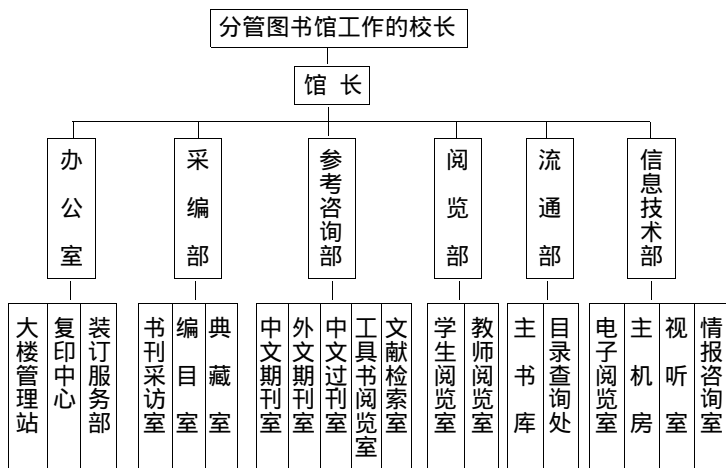 分管图书馆工作的校长
馆 长
办公室
采编部
参考咨询部
阅览部
流通部
信息技术部
大楼管理站
复印中心
装订服务部
书刊采访室
编目室
典藏室
中文期刊室
外文期刊室
中文过刊室
工具书阅览室
文献检索室
学生阅览室
教师阅览室
主书库
目录查询处
电子阅览室
主机房
视听室
情报咨询室